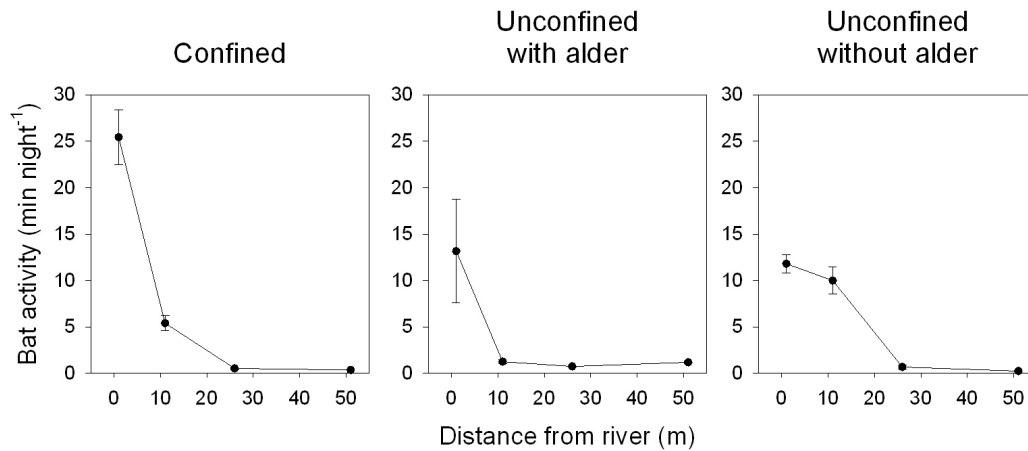 Confined
Unconfined
with alder
Unconfined
without alder
Bat activity (min night⁻¹)
30
25
20
15
10
5
0
0 10 20 30 40 50
30
25
20
15
10
5
0
0 10 20 30 40 50
30
25
20
15
10
5
0
0 10 20 30 40 50
Distance from river (m)